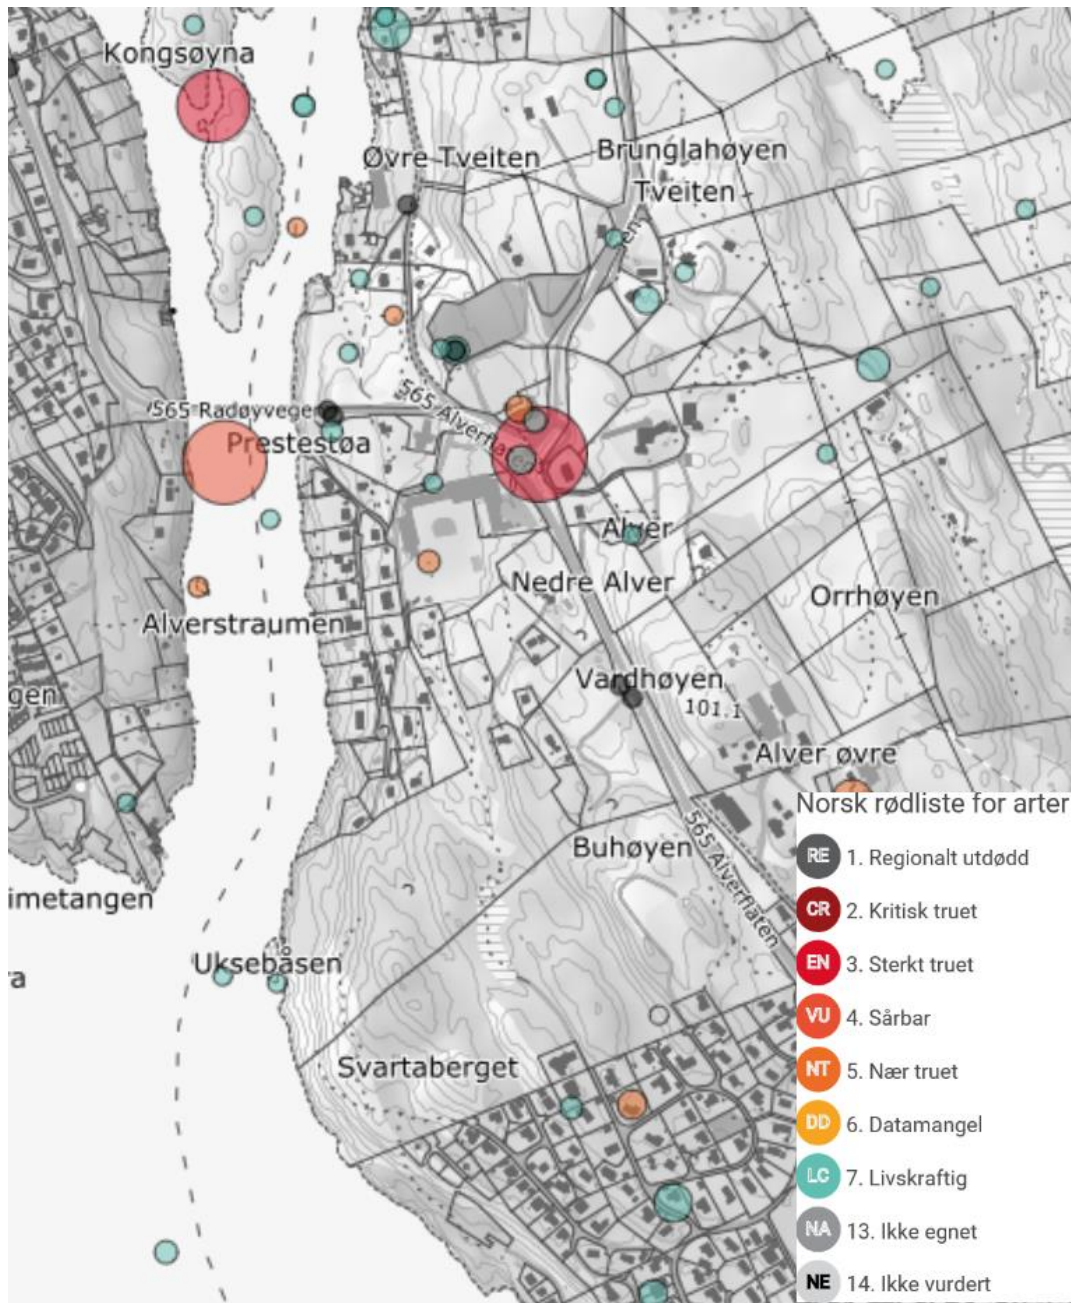 Kongsøyna
Øvre Tveiten
Brunglahøyen
Tveiten
565 Radøyveger
565 Alverflaten
Prestestøa
Alver
Nedre Alver
Orrhøyen
Alverstraumen
gen
Vardhøyen
101.1
Alver øvre
Buhøyen
565 Alverflaten
imetangen
Uksebåsen
ra
Svartaberget
Norsk rødliste for arter
RE 1. Regionalt utdødd
CR 2. Kritisk truet
EN 3. Sterkt truet
VU 4. Sårbar
NT 5. Nær truet
DD 6. Datamangel
LC 7. Livskraftig
NA 13. Ikke egnet
NE 14. Ikke vurdert